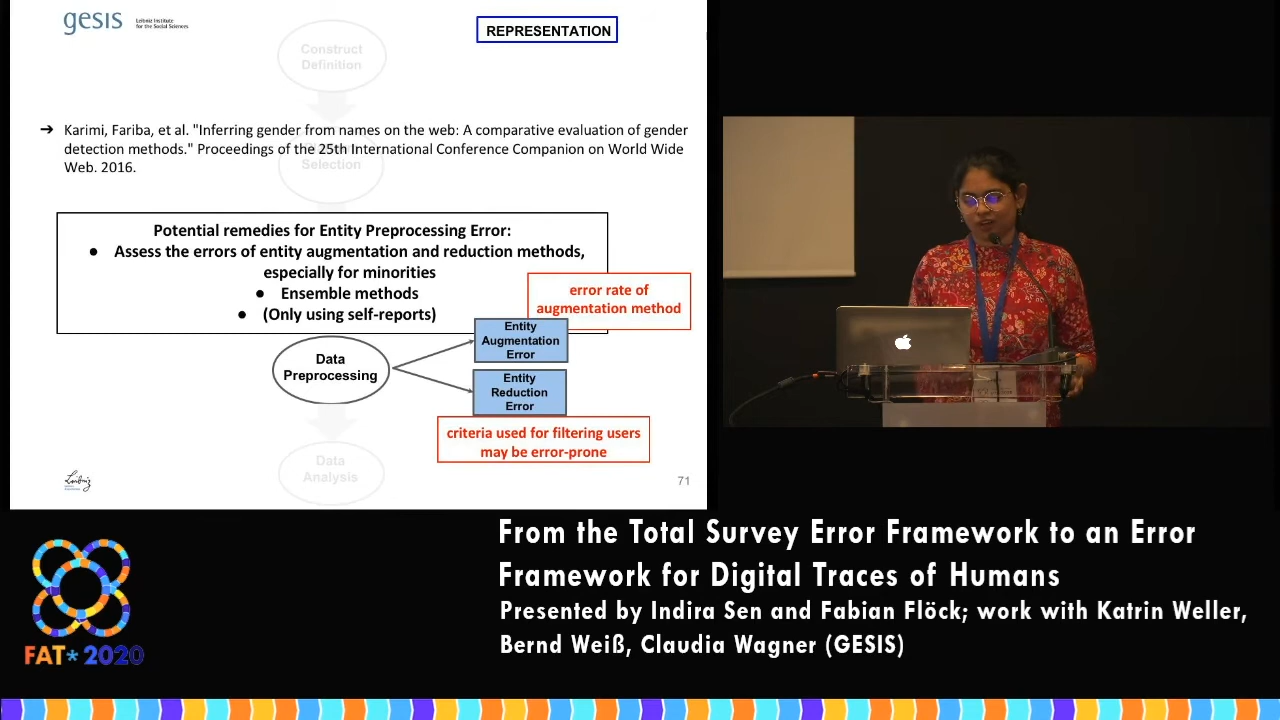 gesis
Leibniz Institute
for the Social Sciences
REPRESENTATION
Construct
Definition
➔ Karimi, Fariba, et al. "Inferring gender from names on the web: A comparative evaluation of gender
detection methods." Proceedings of the 25th International Conference Companion on World Wide
Web. 2016.
Selection
Potential remedies for Entity Preprocessing Error:
● Assess the errors of entity augmentation and reduction methods,
especially for minorities
● Ensemble methods
● (Only using self-reports)
error rate of
augmentation method
Entity
Augmentation
Error
Data
Preprocessing
Entity
Reduction
Error
criteria used for filtering users
may be error-prone
Data
Analysis
Leibniz
71
From the Total Survey Error Framework to an Error
Framework for Digital Traces of Humans
Presented by Indira Sen and Fabian Flöck; work with Katrin Weller,
Bernd Weiß, Claudia Wagner (GESIS)
FAT* 2020